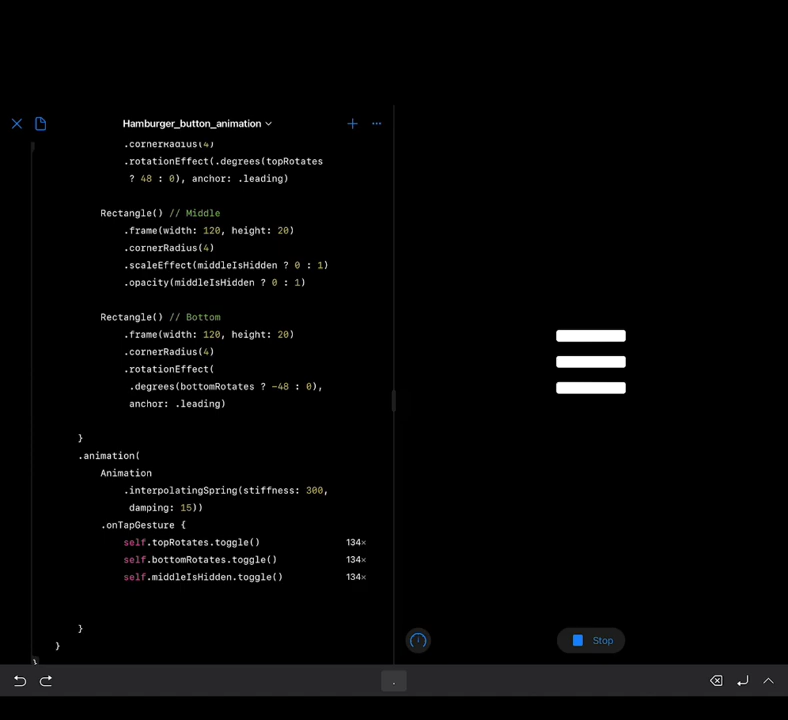 Hamburger_button_animation
.cornerRadius(4)
.rotationEffect(.degrees(topRotates
? 48 : 0), anchor: .leading)
Rectangle() // Middle
.frame(width: 120, height: 20)
.cornerRadius(4)
.scaleEffect(middleIsHidden ? 0 : 1)
.opacity(middleIsHidden ? 0 : 1)
Rectangle() // Bottom
.frame(width: 120, height: 20)
.cornerRadius(4)
.rotationEffect(
.degrees(bottomRotates ? -48 : 0),
anchor: .leading)
}
.animation(
Animation
.interpolatingSpring(stiffness: 300,
damping: 15))
.onTapGesture {
self.topRotates.toggle() 134×
self.bottomRotates.toggle() 134×
self.middleIsHidden.toggle() 134×
}
}
}
Stop
.